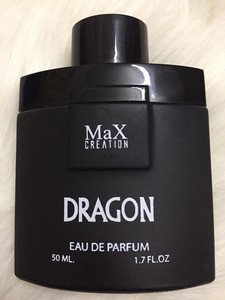 MaX
CREATION
DRAGON
EAU DE PARFUM
50 ML. 1.7 FL.OZ